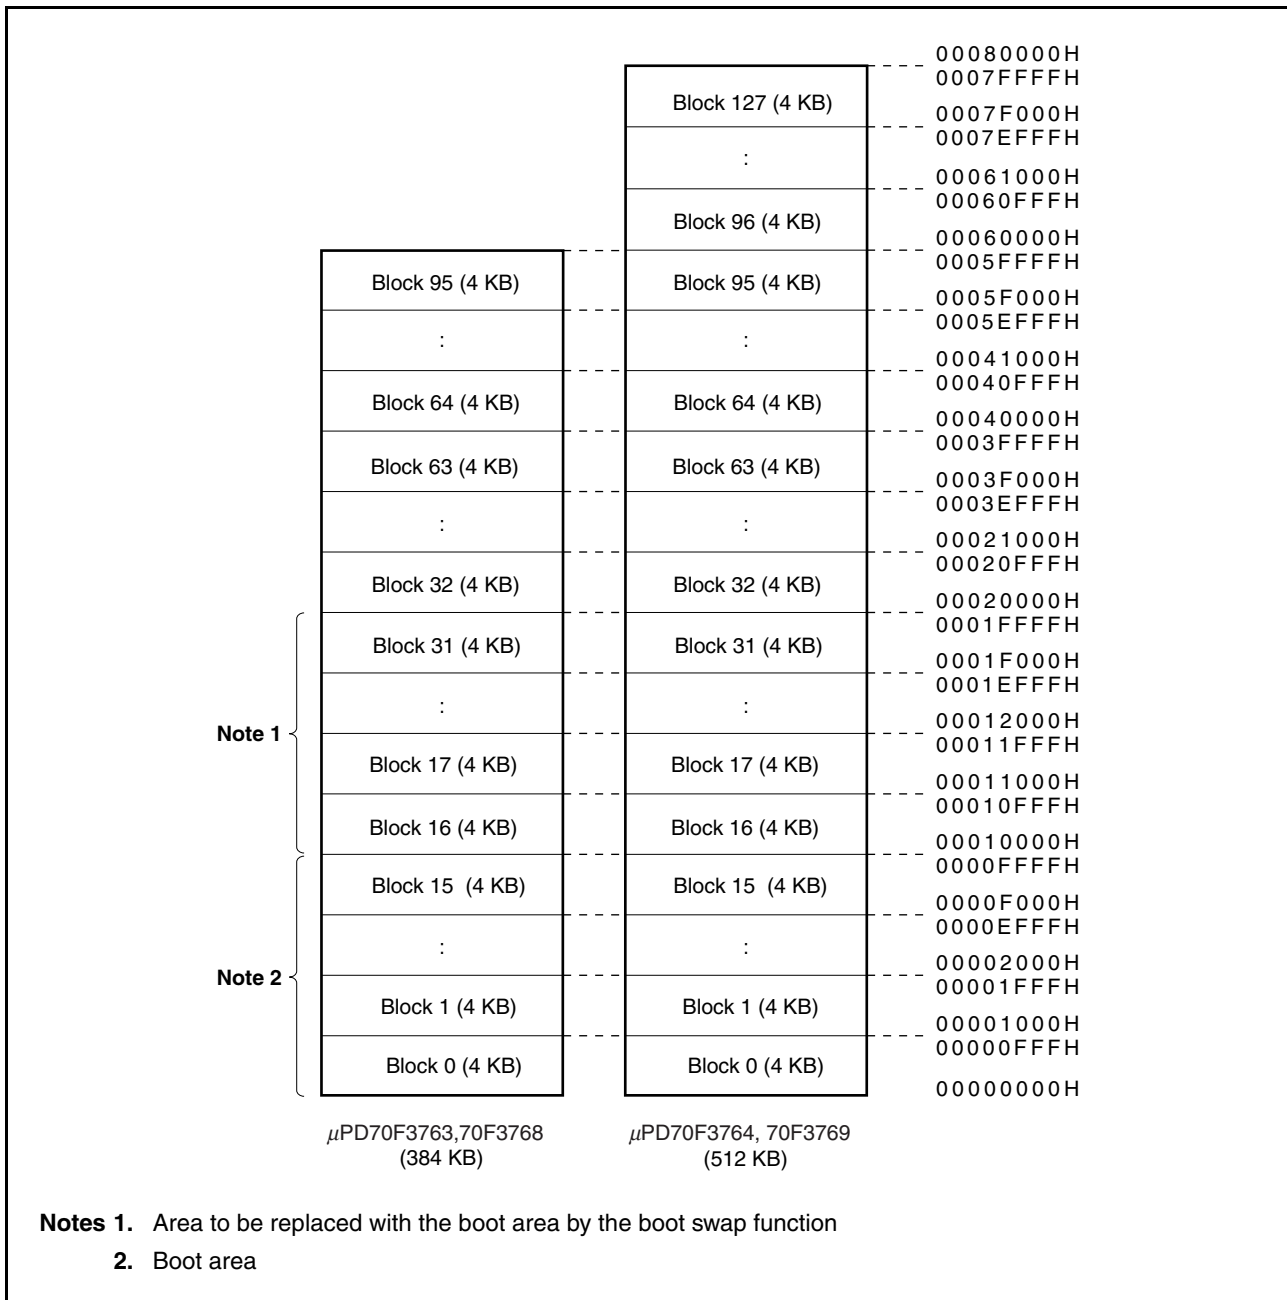 00080000H
0007FFFFH
Block 127 (4 KB)
0007F000H
0007EFFFH
:
00061000H
00060FFFH
Block 96 (4 KB)
00060000H
0005FFFFH
Block 95 (4 KB) Block 95 (4 KB)
0005F000H
0005EFFFH
: :
00041000H
00040FFFH
Block 64 (4 KB) Block 64 (4 KB)
00040000H
0003FFFFH
Block 63 (4 KB) Block 63 (4 KB)
0003F000H
0003EFFFH
: :
00021000H
00020FFFH
Block 32 (4 KB) Block 32 (4 KB)
00020000H
0001FFFFH
Block 31 (4 KB) Block 31 (4 KB)
0001F000H
0001EFFFH
: :
00012000H
Note 1
00011FFFH
Block 17 (4 KB) Block 17 (4 KB)
00011000H
00010FFFH
Block 16 (4 KB) Block 16 (4 KB)
00010000H
0000FFFFH
Block 15 (4 KB) Block 15 (4 KB)
0000F000H
0000EFFFH
: :
00002000H
Note 2
00001FFFH
Block 1 (4 KB) Block 1 (4 KB)
00001000H
00000FFFH
Block 0 (4 KB) Block 0 (4 KB)
00000000H
μPD70F3763,70F3768 μPD70F3764, 70F3769
(384 KB) (512 KB)
Notes 1. Area to be replaced with the boot area by the boot swap function
2. Boot area